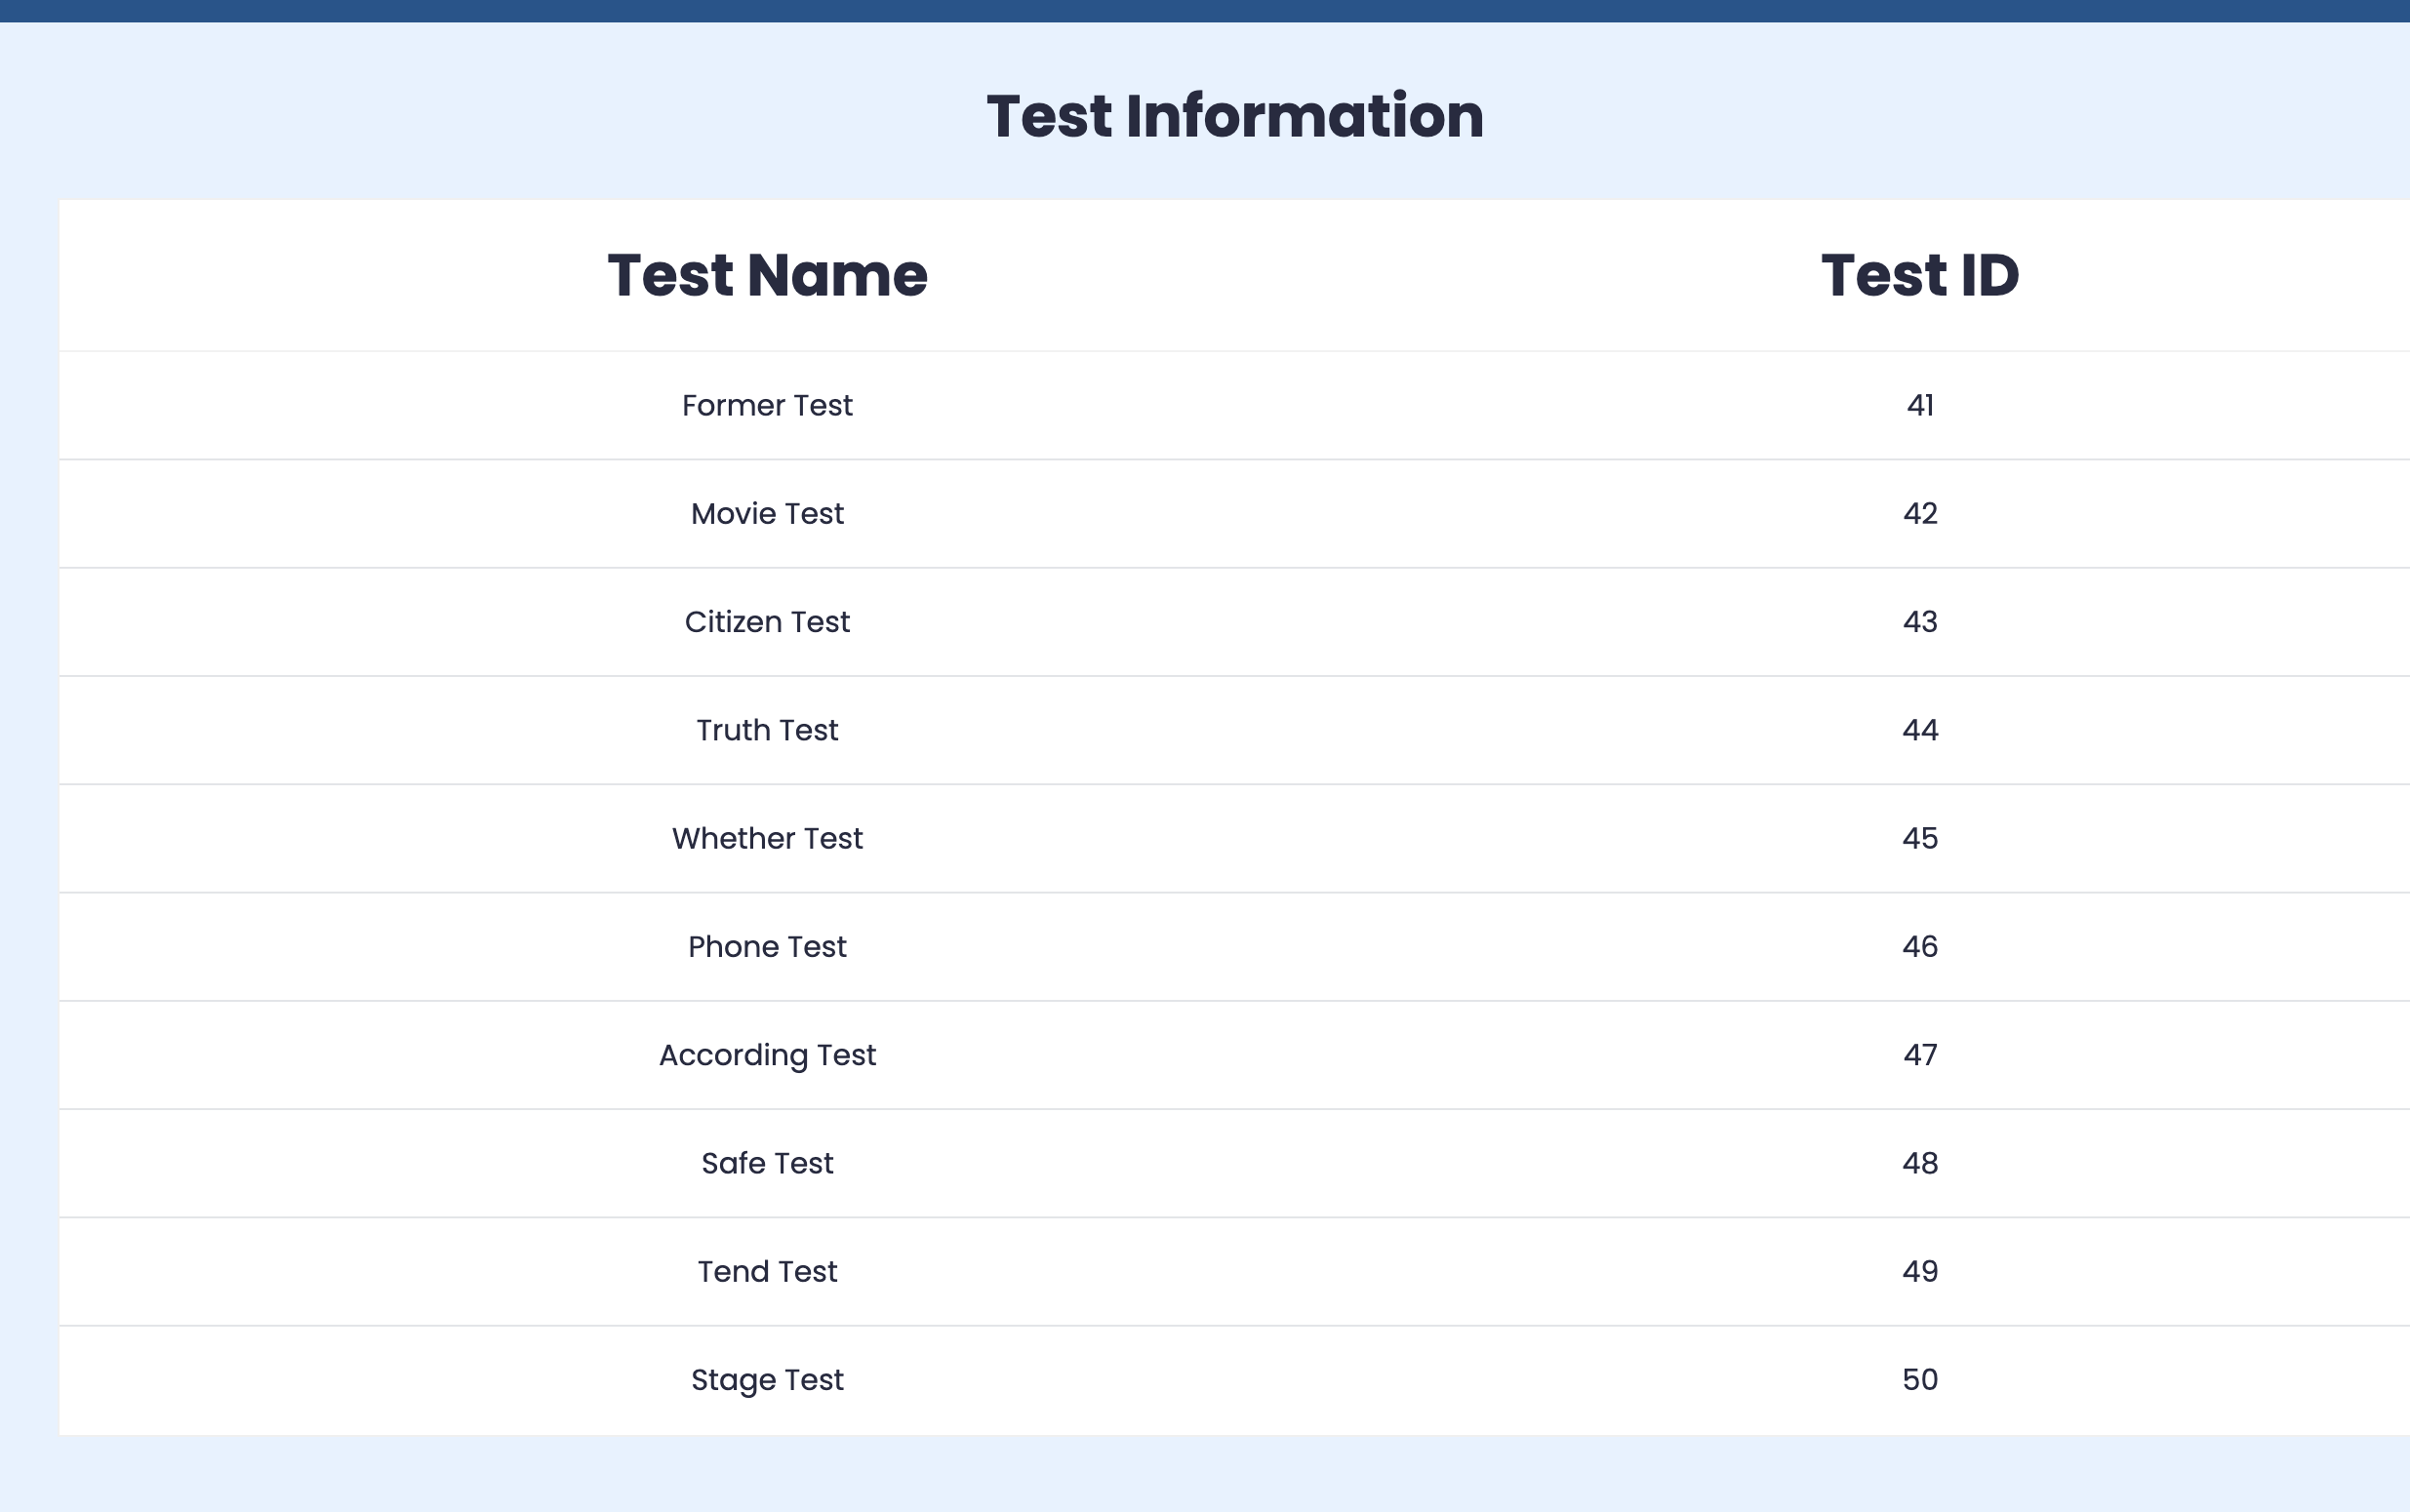 Test Information
Test Name Test ID
Former Test 41
Movie Test 42
Citizen Test 43
Truth Test 44
Whether Test 45
Phone Test 46
According Test 47
Safe Test 48
Tend Test 49
Stage Test 50